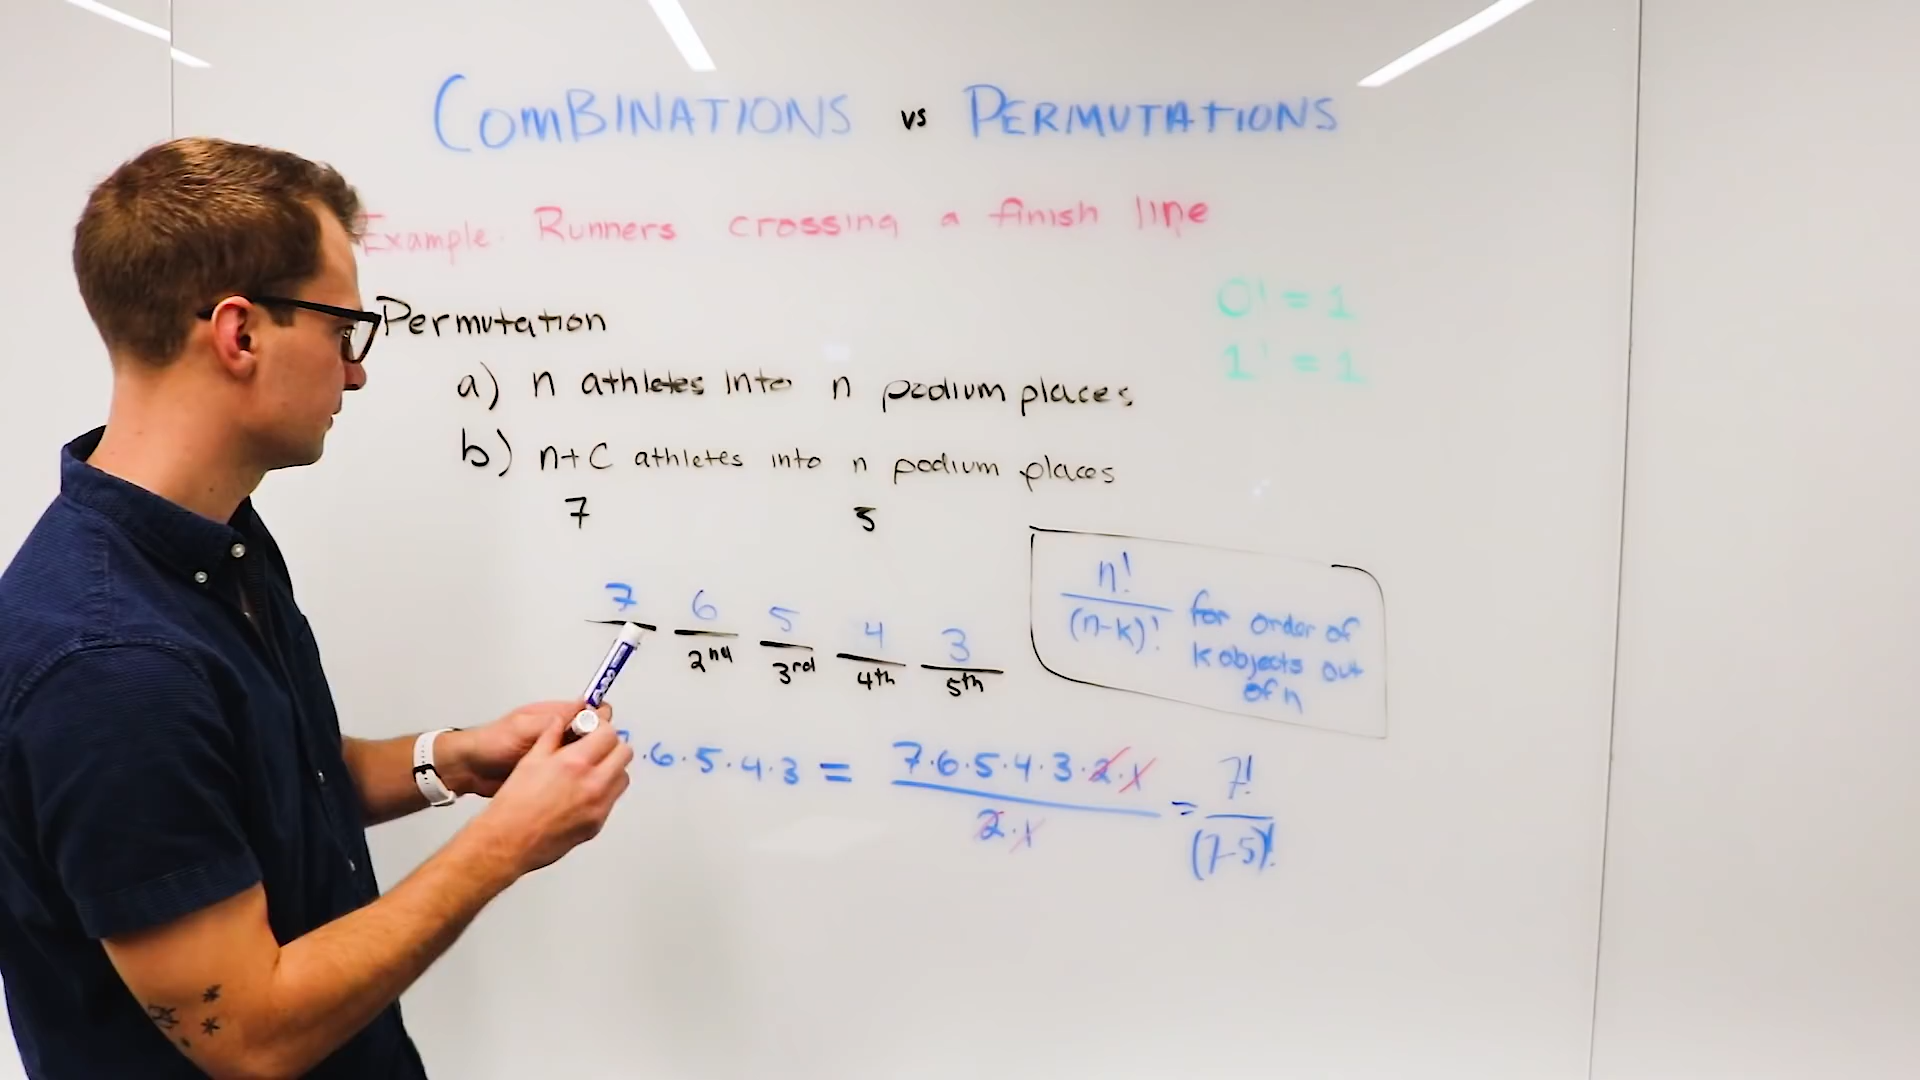 COMBINATIONS vs PERMUTATIONS
Example. Runners crossing a finish line
0! = 1
1! = 1
Permutation
a) n athletes into n podium places
b) n+C athletes into n podium places
7 5
7 6 5 4 3
2nd 3rd 4th 5th
n!
(n-k)!
for order of
k objects out
of n
.6.5.4.3 = 7.6.5.4.3.2.1 = 7!
2.1 (7-5)!
EXPO